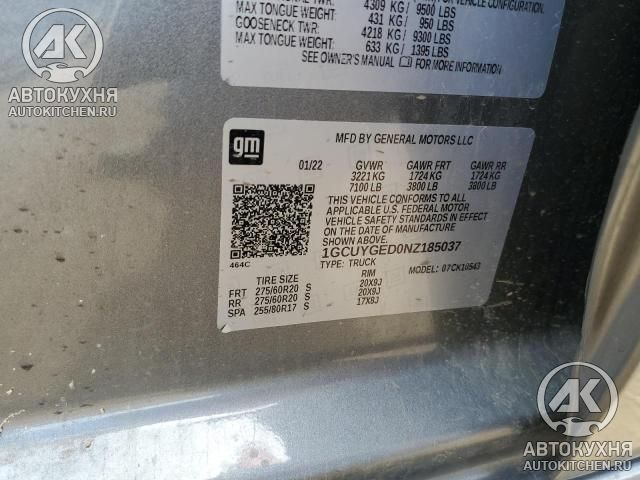 FOR VEHICLE CONFIGURATION.
MAX TONGUE WEIGHT: 4309 KG/ 9500 LBS
431 KG/ 950 LBS
GOOSENECK TWR: 4218 KG/ 9300 LBS
MAX TONGUE WEIGHT: 633 KG/ 1395 LBS
SEE OWNER'S MANUAL FOR MORE INFORMATION
АВТОКУХНЯ
AUTOKITCHEN.RU
gm
MFD BY GENERAL MOTORS LLC
01/22 GVWR GAWR FRT GAWR RR
3221 KG 1724 KG 1724 KG
7100 LB 3800 LB 3800 LB
THIS VEHICLE CONFORMS TO ALL
APPLICABLE U.S. FEDERAL MOTOR
VEHICLE SAFETY STANDARDS IN EFFECT
ON THE DATE OF MANUFACTURE SHOWN ABOVE.
1GCUYGED0NZ185037
464C TYPE: TRUCK MODEL: 07CK10543
TIRE SIZE RIM
FRT 275/60R20 S 20X9J
RR 275/60R20 S 20X9J
SPA 255/80R17 S 17X8J
АК
АВТОКУХНЯ
AUTOKITCHEN.RU